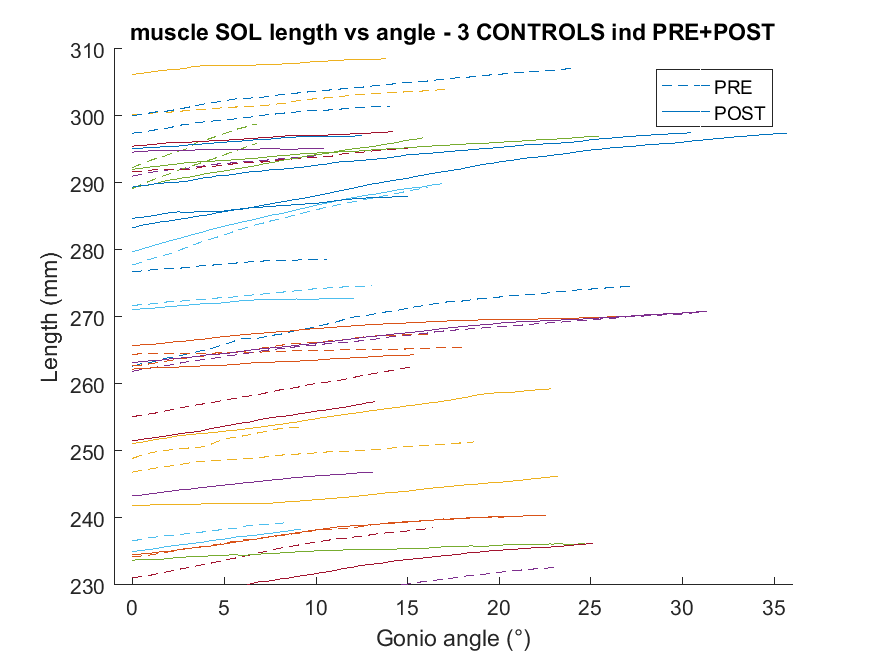 muscle SOL length vs angle - 3 CONTROLS ind PRE+POST
310
300
290
280
270
260
250
240
230
Length (mm)
PRE
POST
0 5 10 15 20 25 30 35
Gonio angle (°)